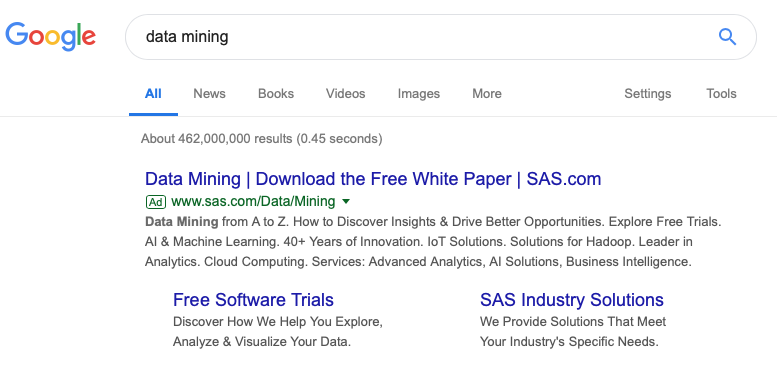 Google
data mining
All News Books Videos Images More Settings Tools
About 462,000,000 results (0.45 seconds)
Data Mining | Download the Free White Paper | SAS.com
Ad www.sas.com/Data/Mining
Data Mining from A to Z. How to Discover Insights & Drive Better Opportunities. Explore Free Trials.
AI & Machine Learning. 40+ Years of Innovation. IoT Solutions. Solutions for Hadoop. Leader in
Analytics. Cloud Computing. Services: Advanced Analytics, AI Solutions, Business Intelligence.
Free Software Trials
Discover How We Help You Explore,
Analyze & Visualize Your Data.
SAS Industry Solutions
We Provide Solutions That Meet
Your Industry's Specific Needs.